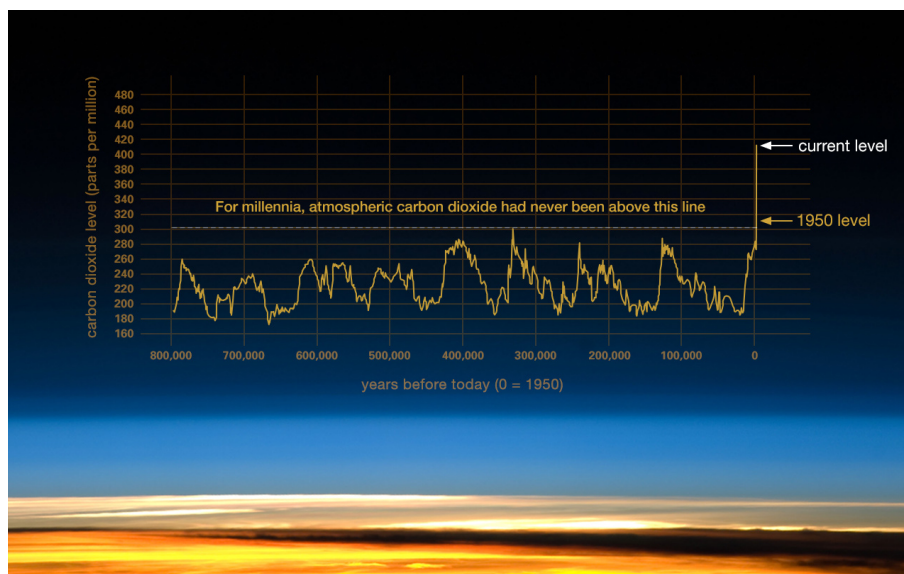 carbon dioxide level (parts per million)
480
460
440
420
400
380
360
340
320
300
280
260
240
220
200
180
160
current level
For millennia, atmospheric carbon dioxide had never been above this line
1950 level
800,000 700,000 600,000 500,000 400,000 300,000 200,000 100,000 0
years before today (0 = 1950)